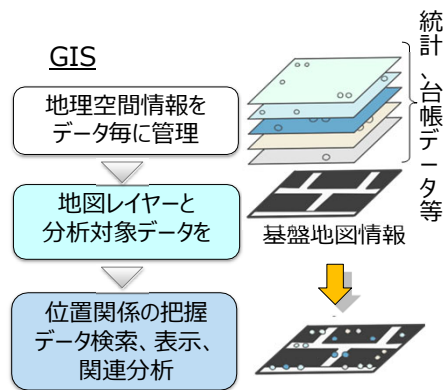 GIS
地理空間情報を
データ毎に管理
地図レイヤーと
分析対象データを
位置関係の把握
データ検索、表示、
関連分析
統計、台帳データ等
基盤地図情報